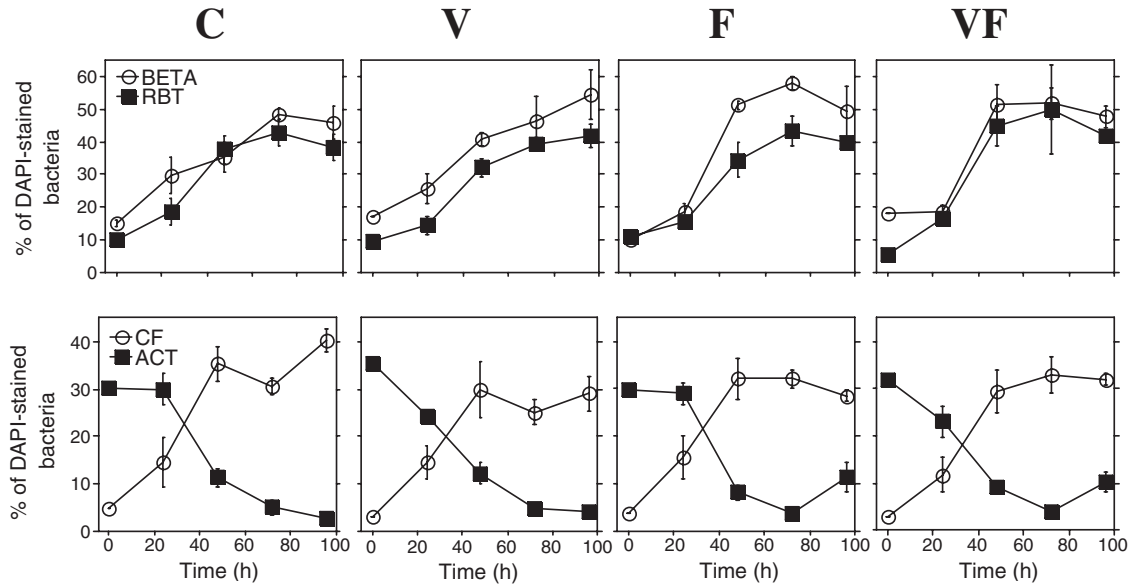 C V F VF
% of DAPI-stained
bacteria
60
50
40
30
20
10
0
BETA
RBT
% of DAPI-stained
bacteria
40
30
20
10
0
CF
ACT
0 20 40 60 80 100 0 20 40 60 80 100 0 20 40 60 80 100 0 20 40 60 80 100
Time (h) Time (h) Time (h) Time (h)